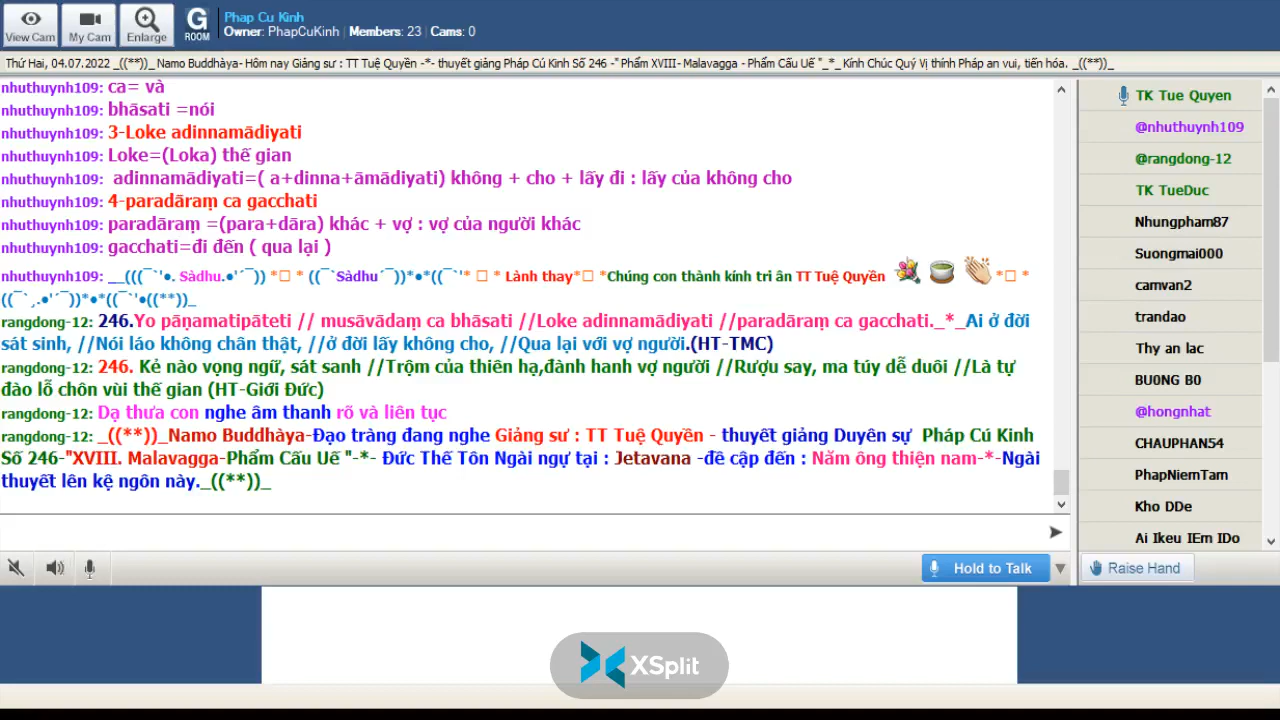 View Cam
My Cam
Enlarge
G
ROOM
Phap Cu Kinh
Owner: PhapCuKinh | Members: 23 | Cams: 0
Thứ Hai, 04.07.2022 _((**))_ Namo Buddhàya- Hôm nay Giảng sư : TT Tuệ Quyền -*- thuyết giảng Pháp Cú Kinh Số 246 -" Phẩm XVIII- Malavagga - Phẩm Cấu Uế "_*_ Kính Chúc Quý Vị thính Pháp an vui, tiến hóa. _((**))_
nhuthuynh109: ca= và
nhuthuynh109: bhāsati =nói
nhuthuynh109: 3-Loke adinnamādiyati
nhuthuynh109: Loke=(Loka) thế gian
nhuthuynh109: adinnamādiyati=( a+dinna+āmādiyati) không + cho + lấy đi : lấy của không cho
nhuthuynh109: 4-paradāraṃ ca gacchati
nhuthuynh109: paradāraṃ =(para+dāra) khác + vợ : vợ của người khác
nhuthuynh109: gacchati=đi đến ( qua lại )
nhuthuynh109: __(((¯`'•. Sàdhu.•'´¯)) *□ * ((¯`Sàdhu´¯))*•*((¯`'* □ * Lành thay*□ *Chúng con thành kính tri ân TT Tuệ Quyền *□ *
((¯`¸.•'´¯))*•*((¯`'•((**))_
rangdong-12: 246.Yo pāṇamatipāteti // musāvādaṃ ca bhāsati //Loke adinnamādiyati //paradāraṃ ca gacchati._*_Ai ở đời
sát sinh, //Nói láo không chân thật, //ở đời lấy không cho, //Qua lại với vợ người.(HT-TMC)
rangdong-12: 246. Kẻ nào vọng ngữ, sát sanh //Trộm của thiên hạ,đành hanh vợ người //Rượu say, ma túy dễ duôi //Là tự
đào lỗ chôn vùi thế gian (HT-Giới Đức)
rangdong-12: Dạ thưa con nghe âm thanh rõ và liên tục
rangdong-12: _((**))_Namo Buddhàya-Đạo tràng đang nghe Giảng sư : TT Tuệ Quyền - thuyết giảng Duyên sự Pháp Cú Kinh
Số 246-"XVIII. Malavagga-Phẩm Cấu Uế "-*- Đức Thế Tôn Ngài ngự tại : Jetavana -đề cập đến : Năm ông thiện nam-*-Ngài
thuyết lên kệ ngôn này._((**))_
TK Tue Quyen
@nhuthuynh109
@rangdong-12
TK TueDuc
Nhungpham87
Suongmai000
camvan2
trandao
Thy an lac
BU0NG B0
@hongnhat
CHAUPHAN54
PhapNiemTam
Kho DDe
Ai Ikeu IEm IDo
Hold to Talk
Raise Hand
XSplit